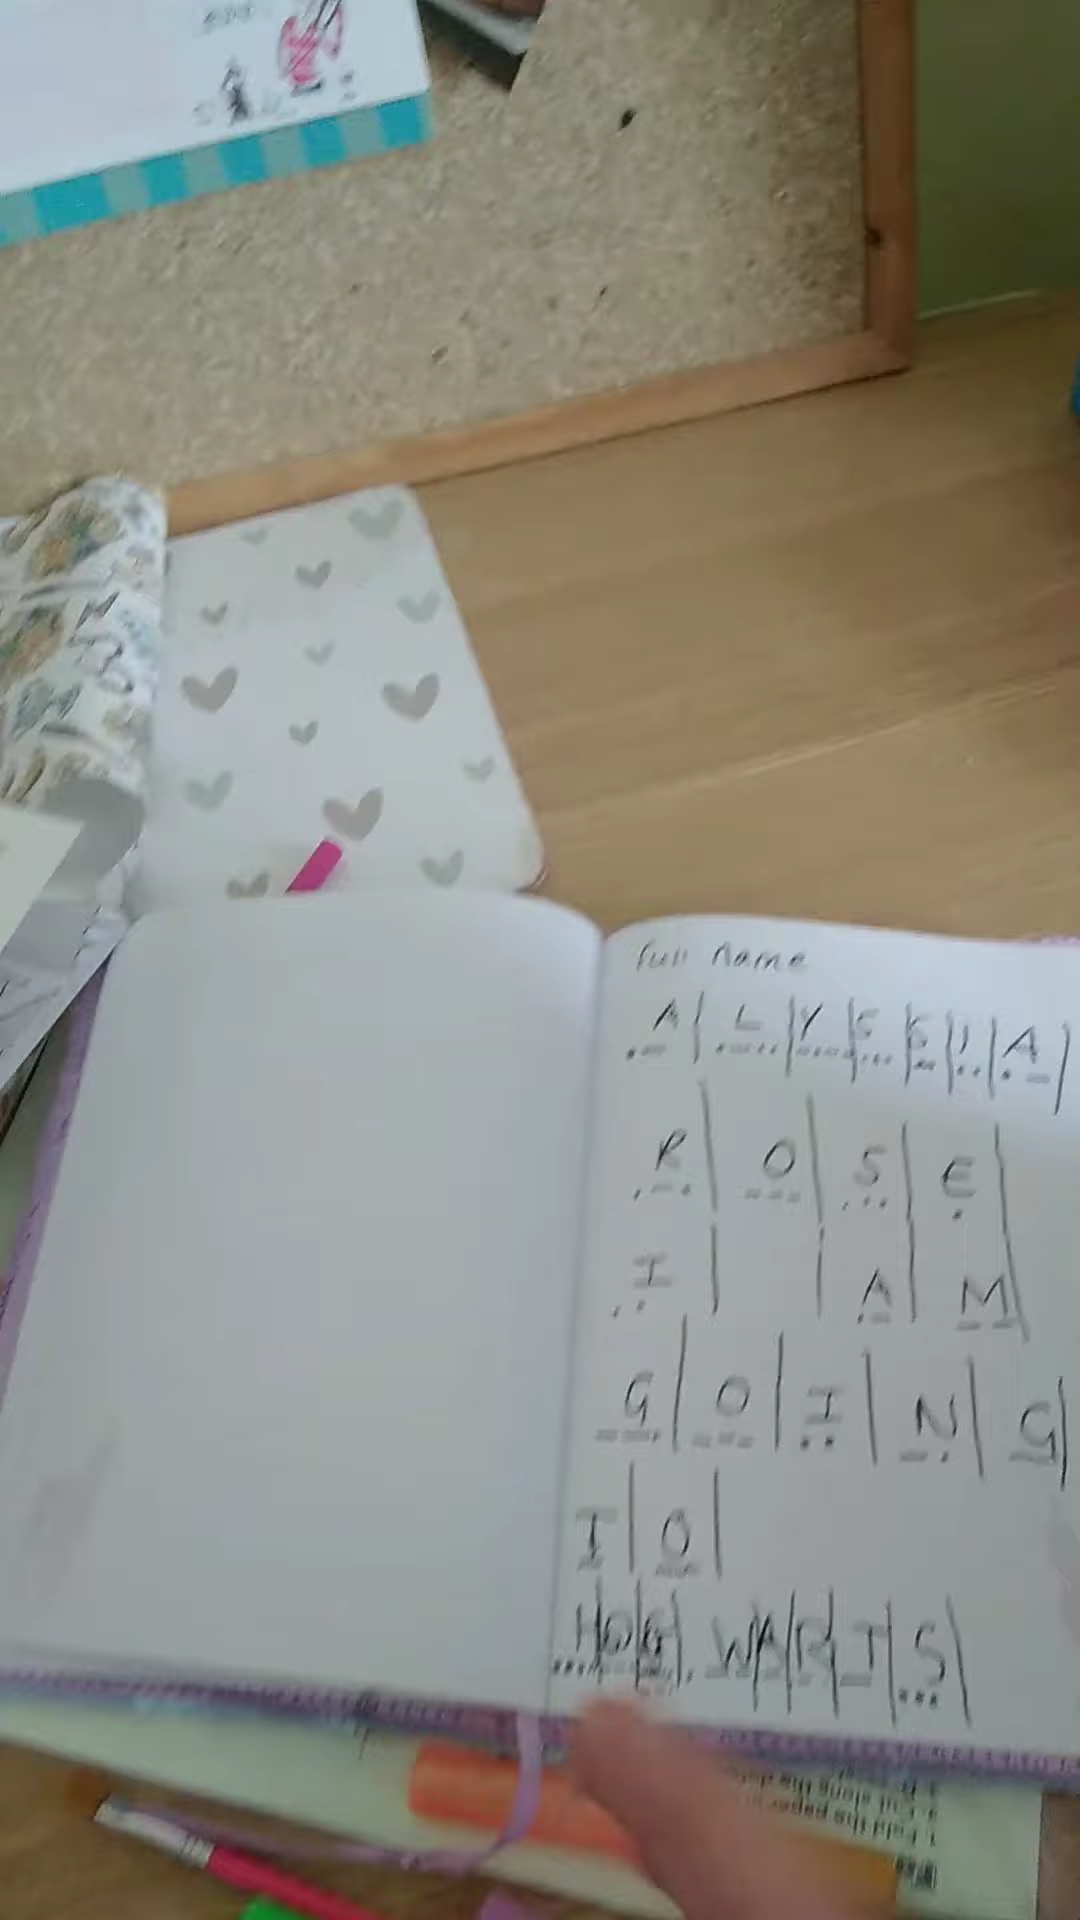 full name
A|L|Y|S|S|I|A|
.- |.-..|-.--|...|...|..|.-|
R| O| S| E|
.-. --- ... .
I| | A| M|
.. .- --
G| O| I| N| G|
--. --- .. -. --.
T| O|
- ---
H|O|G| W|A|R|T|S|